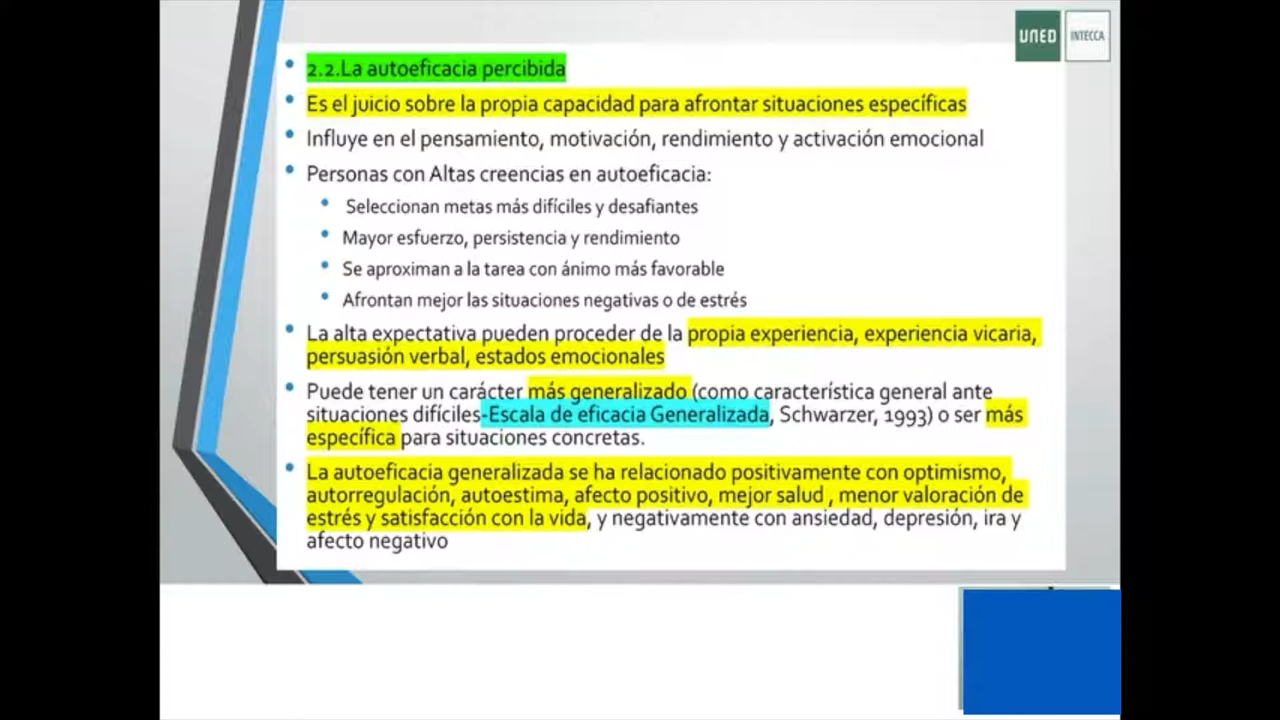 UNED INTECCA
2.2.La autoeficacia percibida
Es el juicio sobre la propia capacidad para afrontar situaciones específicas
Influye en el pensamiento, motivación, rendimiento y activación emocional
Personas con Altas creencias en autoeficacia:
Seleccionan metas más difíciles y desafiantes
Mayor esfuerzo, persistencia y rendimiento
Se aproximan a la tarea con ánimo más favorable
Afrontan mejor las situaciones negativas o de estrés
La alta expectativa pueden proceder de la propia experiencia, experiencia vicaria,
persuasión verbal, estados emocionales
Puede tener un carácter más generalizado (como característica general ante
situaciones difíciles-Escala de eficacia Generalizada, Schwarzer, 1993) o ser más
específica para situaciones concretas.
La autoeficacia generalizada se ha relacionado positivamente con optimismo,
autorregulación, autoestima, afecto positivo, mejor salud , menor valoración de
estrés y satisfacción con la vida, y negativamente con ansiedad, depresión, ira y
afecto negativo